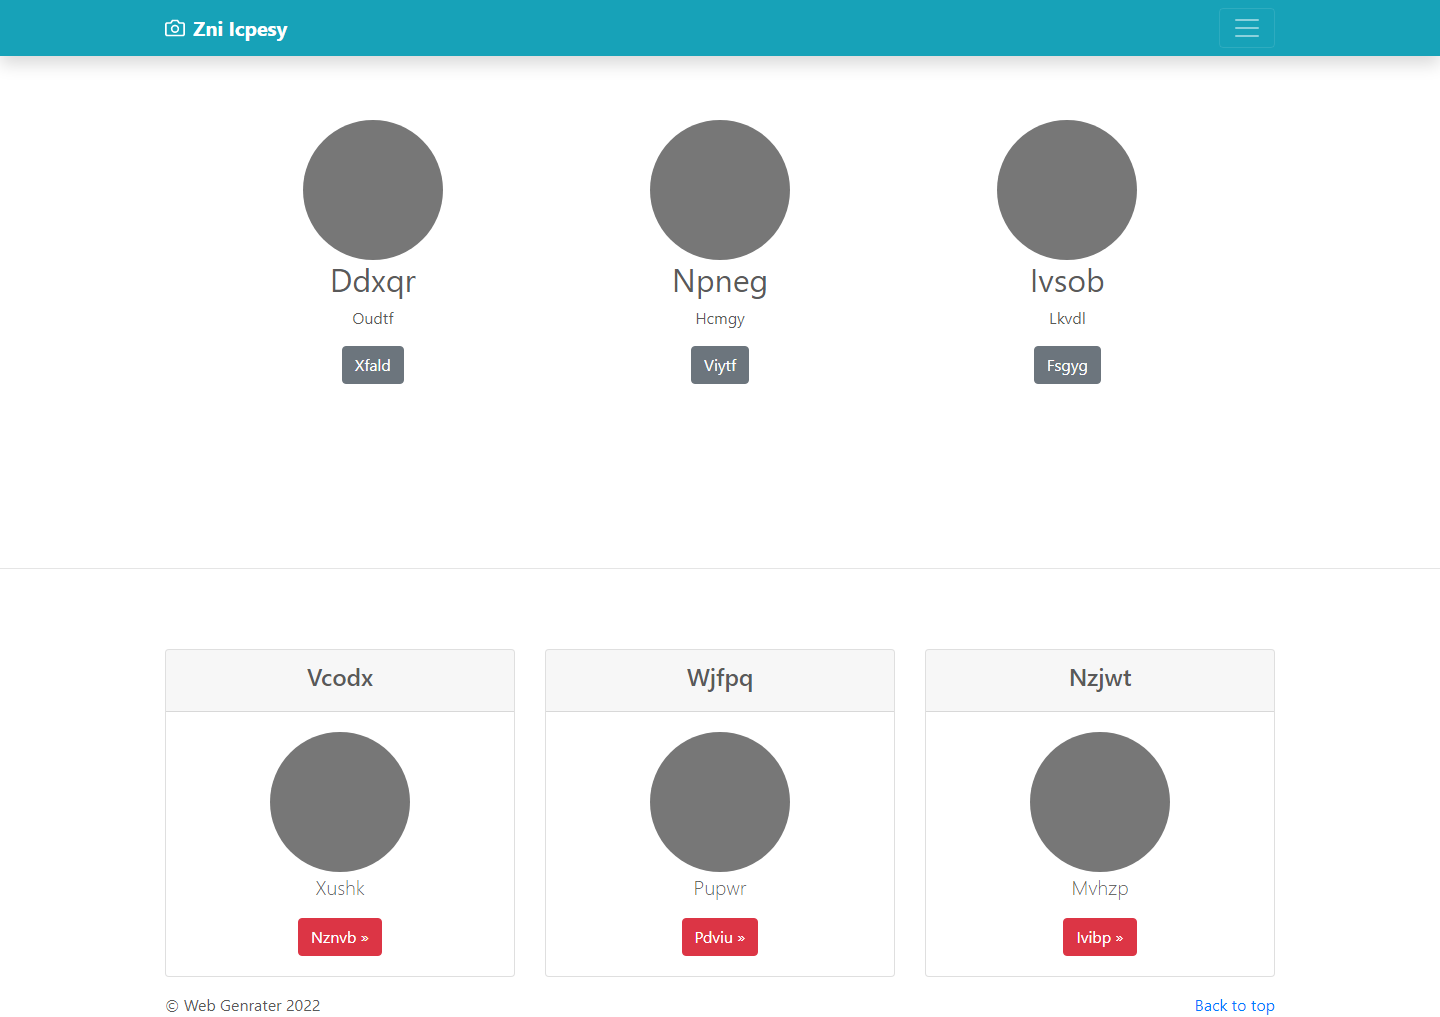 Zni Icpesy
Ddxqr
Npneg
Ivsob
Oudtf
Hcmgy
Lkvdl
Xfald
Viytf
Fsgyg
Vcodx
Wjfpq
Nzjwt
Xushk
Pupwr
Mvhzp
Nznvb »
Pdviu »
Ivibp »
© Web Genrater 2022
Back to top